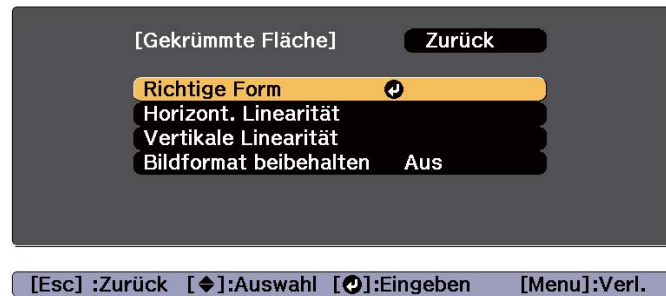 [Gekrümmte Fläche] Zurück
Richtige Form
Horizont. Linearität
Vertikale Linearität
Bildformat beibehalten Aus
[Esc] :Zurück [◆]:Auswahl [↵]:Eingeben [Menu]:Verl.